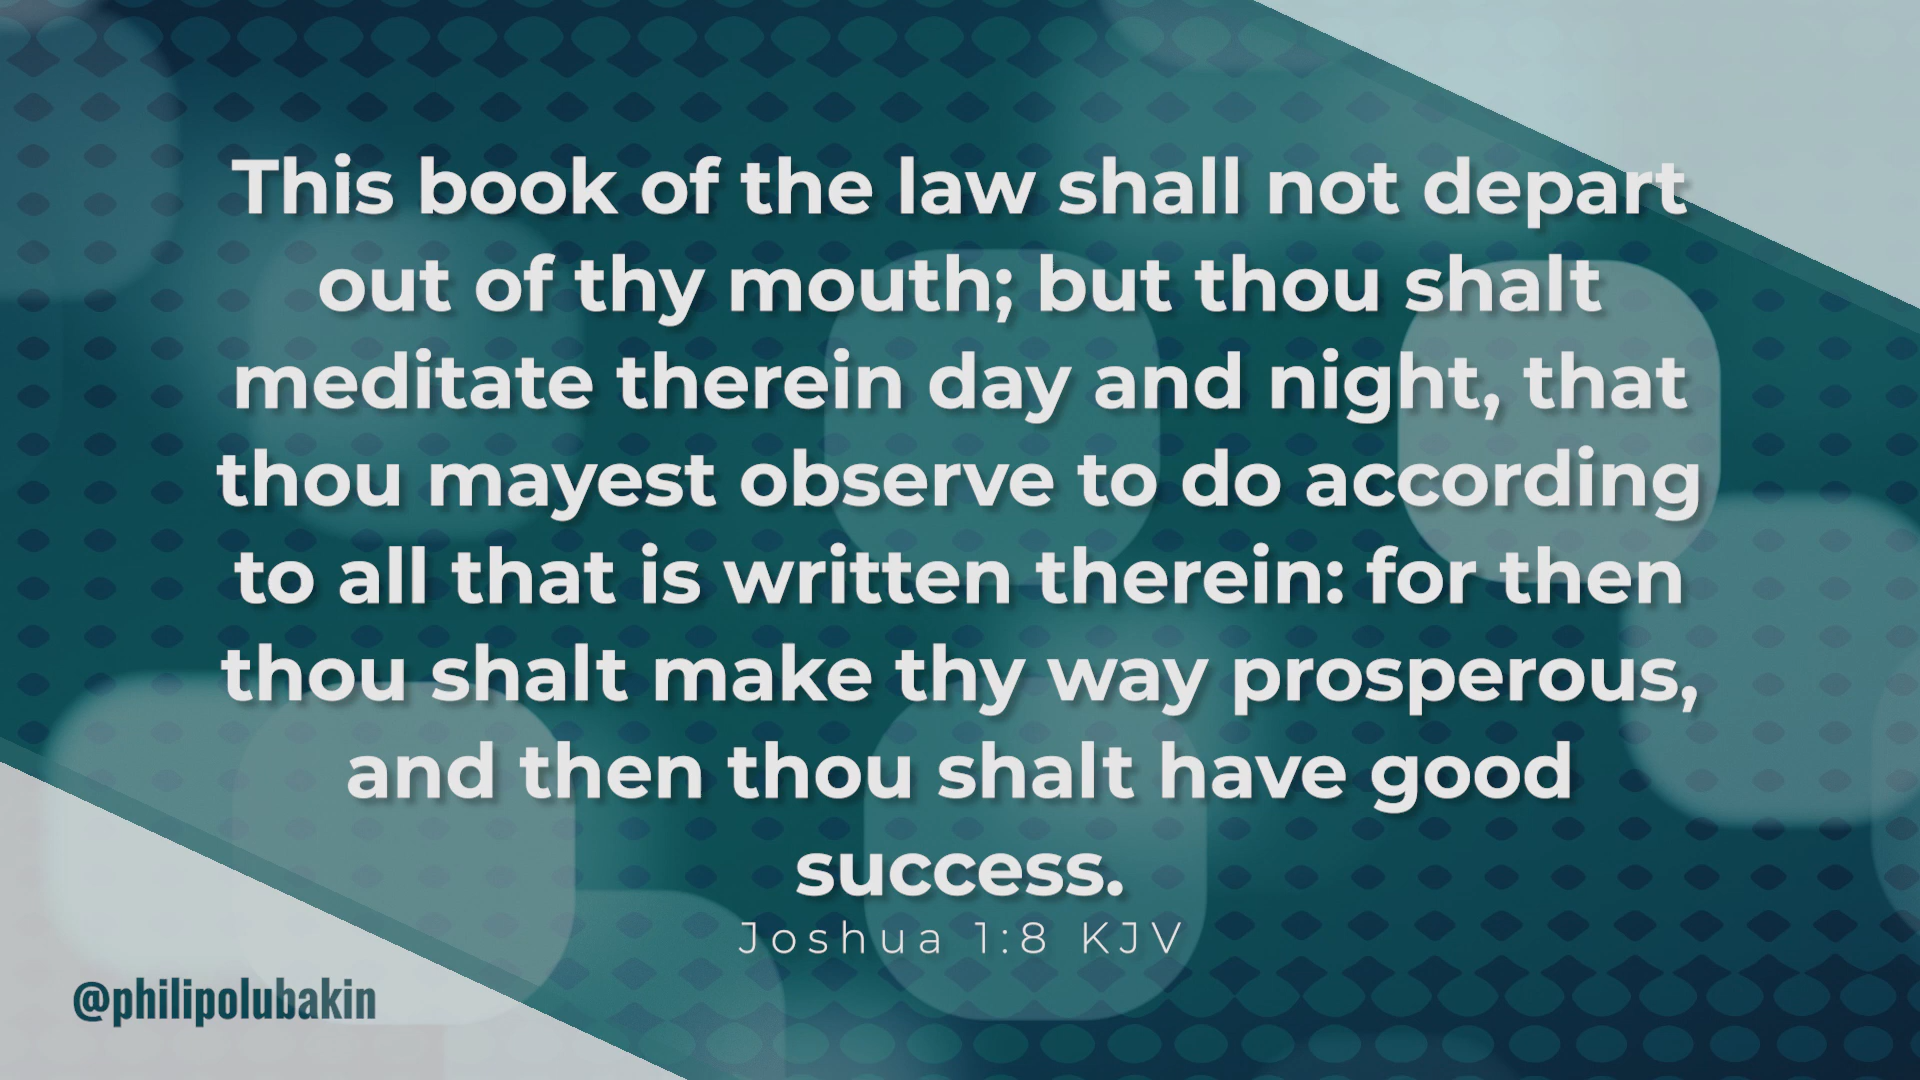 This book of the law shall not depart
out of thy mouth; but thou shalt
meditate therein day and night, that
thou mayest observe to do according
to all that is written therein: for then
thou shalt make thy way prosperous,
and then thou shalt have good
success.
Joshua 1:8 KJV
@philipolubakin